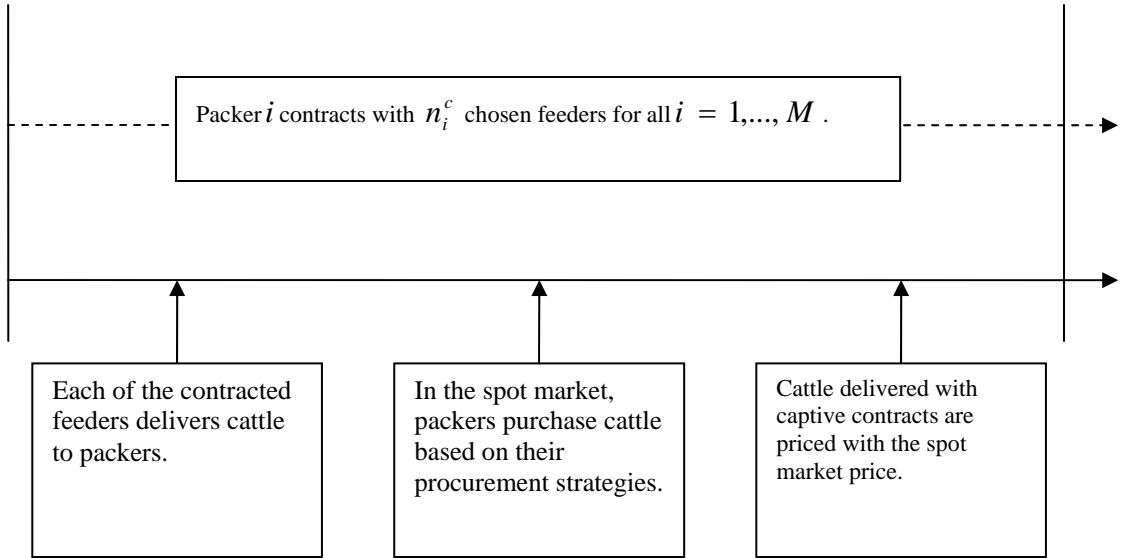 Packer i contracts with n_i^c chosen feeders for all i = 1,..., M .
Each of the contracted
feeders delivers cattle
to packers.
In the spot market,
packers purchase cattle
based on their
procurement strategies.
Cattle delivered with
captive contracts are
priced with the spot
market price.